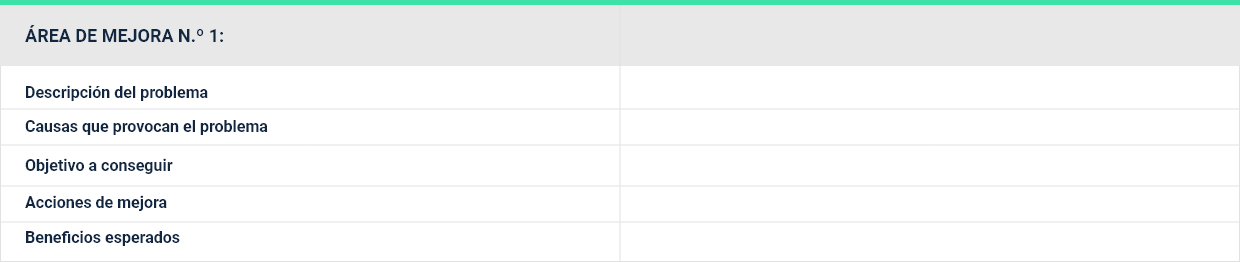 ÁREA DE MEJORA N.º 1:
Descripción del problema
Causas que provocan el problema
Objetivo a conseguir
Acciones de mejora
Beneficios esperados